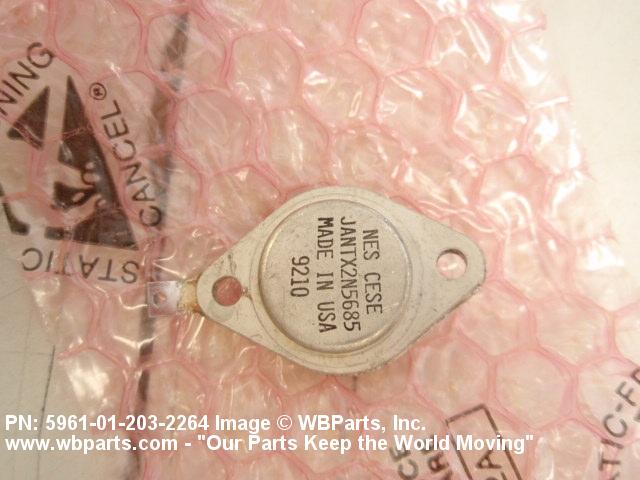 NES CESE
JANTX2N5685
MADE IN USA
9210
STATIC
CANCEL®
PN: 5961-01-203-2264 Image © WBParts, Inc.
www.wbparts.com - "Our Parts Keep the World Moving"